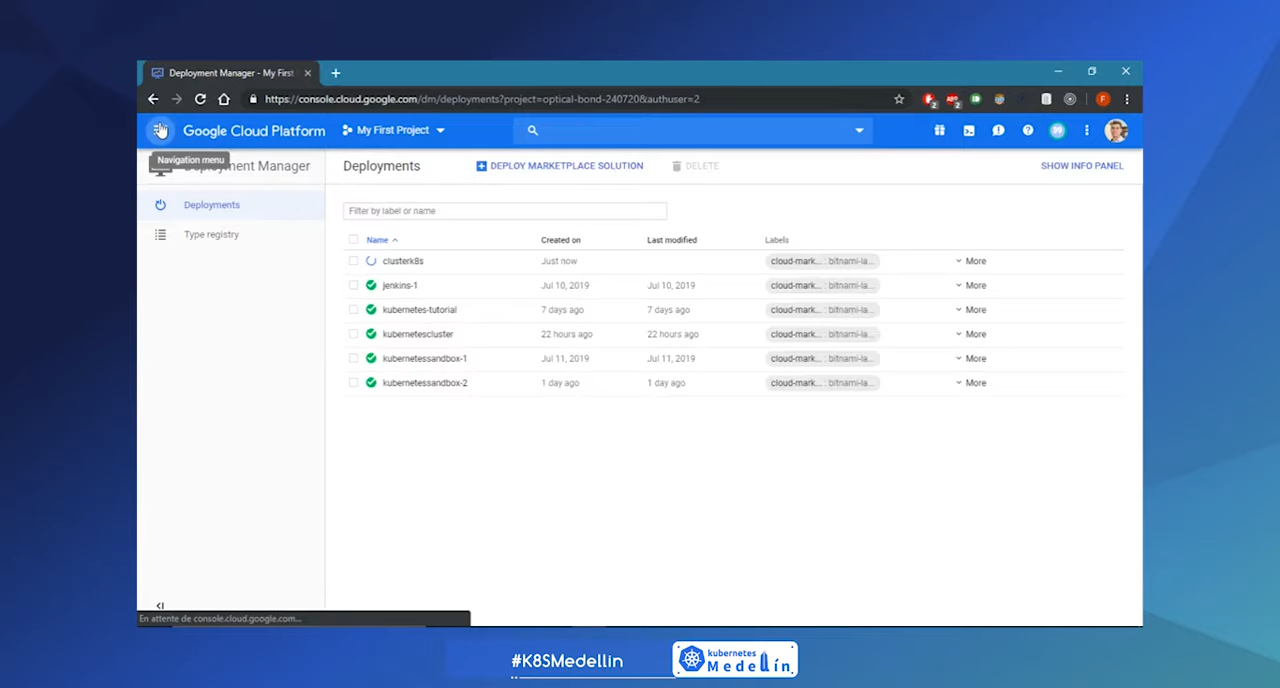 Deployment Manager - My First
https://console.cloud.google.com/dm/deployments?project=optical-bond-240720&authuser=2
2
2
F
Google Cloud Platform
My First Project
Navigation menu
Deployment Manager
Deployments
DEPLOY MARKETPLACE SOLUTION
DELETE
SHOW INFO PANEL
Deployments
Type registry
Filter by label or name
Name Created on Last modified Labels
clusterk8s Just now cloud-mark... : bitnami-la... More
jenkins-1 Jul 10, 2019 Jul 10, 2019 cloud-mark... : bitnami-la... More
kubernetes-tutorial 7 days ago 7 days ago cloud-mark... : bitnami-la... More
kubernetescluster 22 hours ago 22 hours ago cloud-mark... : bitnami-la... More
kubernetessandbox-1 Jul 11, 2019 Jul 11, 2019 cloud-mark... : bitnami-la... More
kubernetessandbox-2 1 day ago 1 day ago cloud-mark... : bitnami-la... More
En attente de console.cloud.google.com...
#K8SMedellin
kubernetes
Medellín